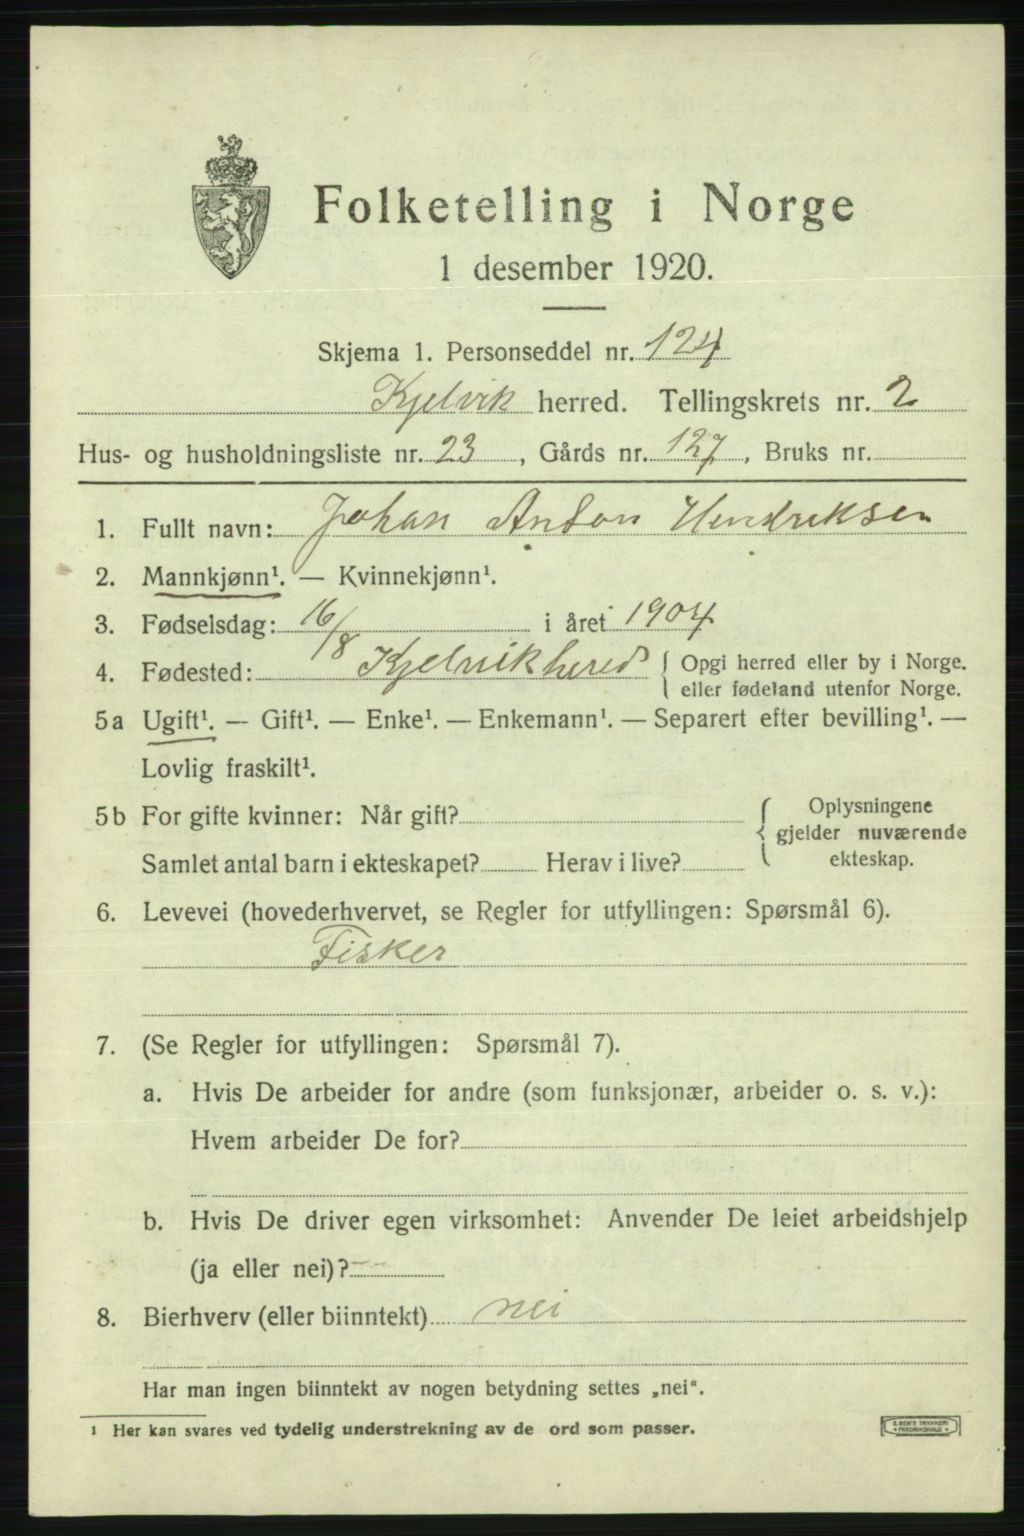 Folketelling i Norge
1 desember 1920.
Skjema 1. Personseddel nr. 124
Kjelvik herred. Tellingskrets nr. 2
Hus- og husholdningsliste nr. 23, Gårds nr. 127, Bruks nr.
1. Fullt navn: Johan Anton Hendriksen
2. Mannkjønn¹. — Kvinnekjønn¹.
3. Fødselsdag: 16/8 i året 1904
4. Fødested: Kjelvikhered { Opgi herred eller by i Norge.
eller fødeland utenfor Norge.
5a Ugift¹. — Gift¹. — Enke¹. — Enkemann¹. — Separert efter bevilling¹. —
Lovlig fraskilt¹.
5b For gifte kvinner: Når gift? { Oplysningene
gjelder nuværende
Samlet antal barn i ekteskapet? Herav i live? ekteskap.
6. Levevei (hovederhvervet, se Regler for utfyllingen: Spørsmål 6).
Fisker
7. (Se Regler for utfyllingen: Spørsmål 7).
a. Hvis De arbeider for andre (som funksjonær, arbeider o. s. v.):
Hvem arbeider De for?
b. Hvis De driver egen virksomhet: Anvender De leiet arbeidshjelp
(ja eller nei)?
8. Bierhverv (eller biinntekt) nei
Har man ingen biinntekt av nogen betydning settes „nei“.
¹ Her kan svares ved tydelig understrekning av de ord som passer.
E. SEM'S TRYKKERI
FREDRIKSHALD